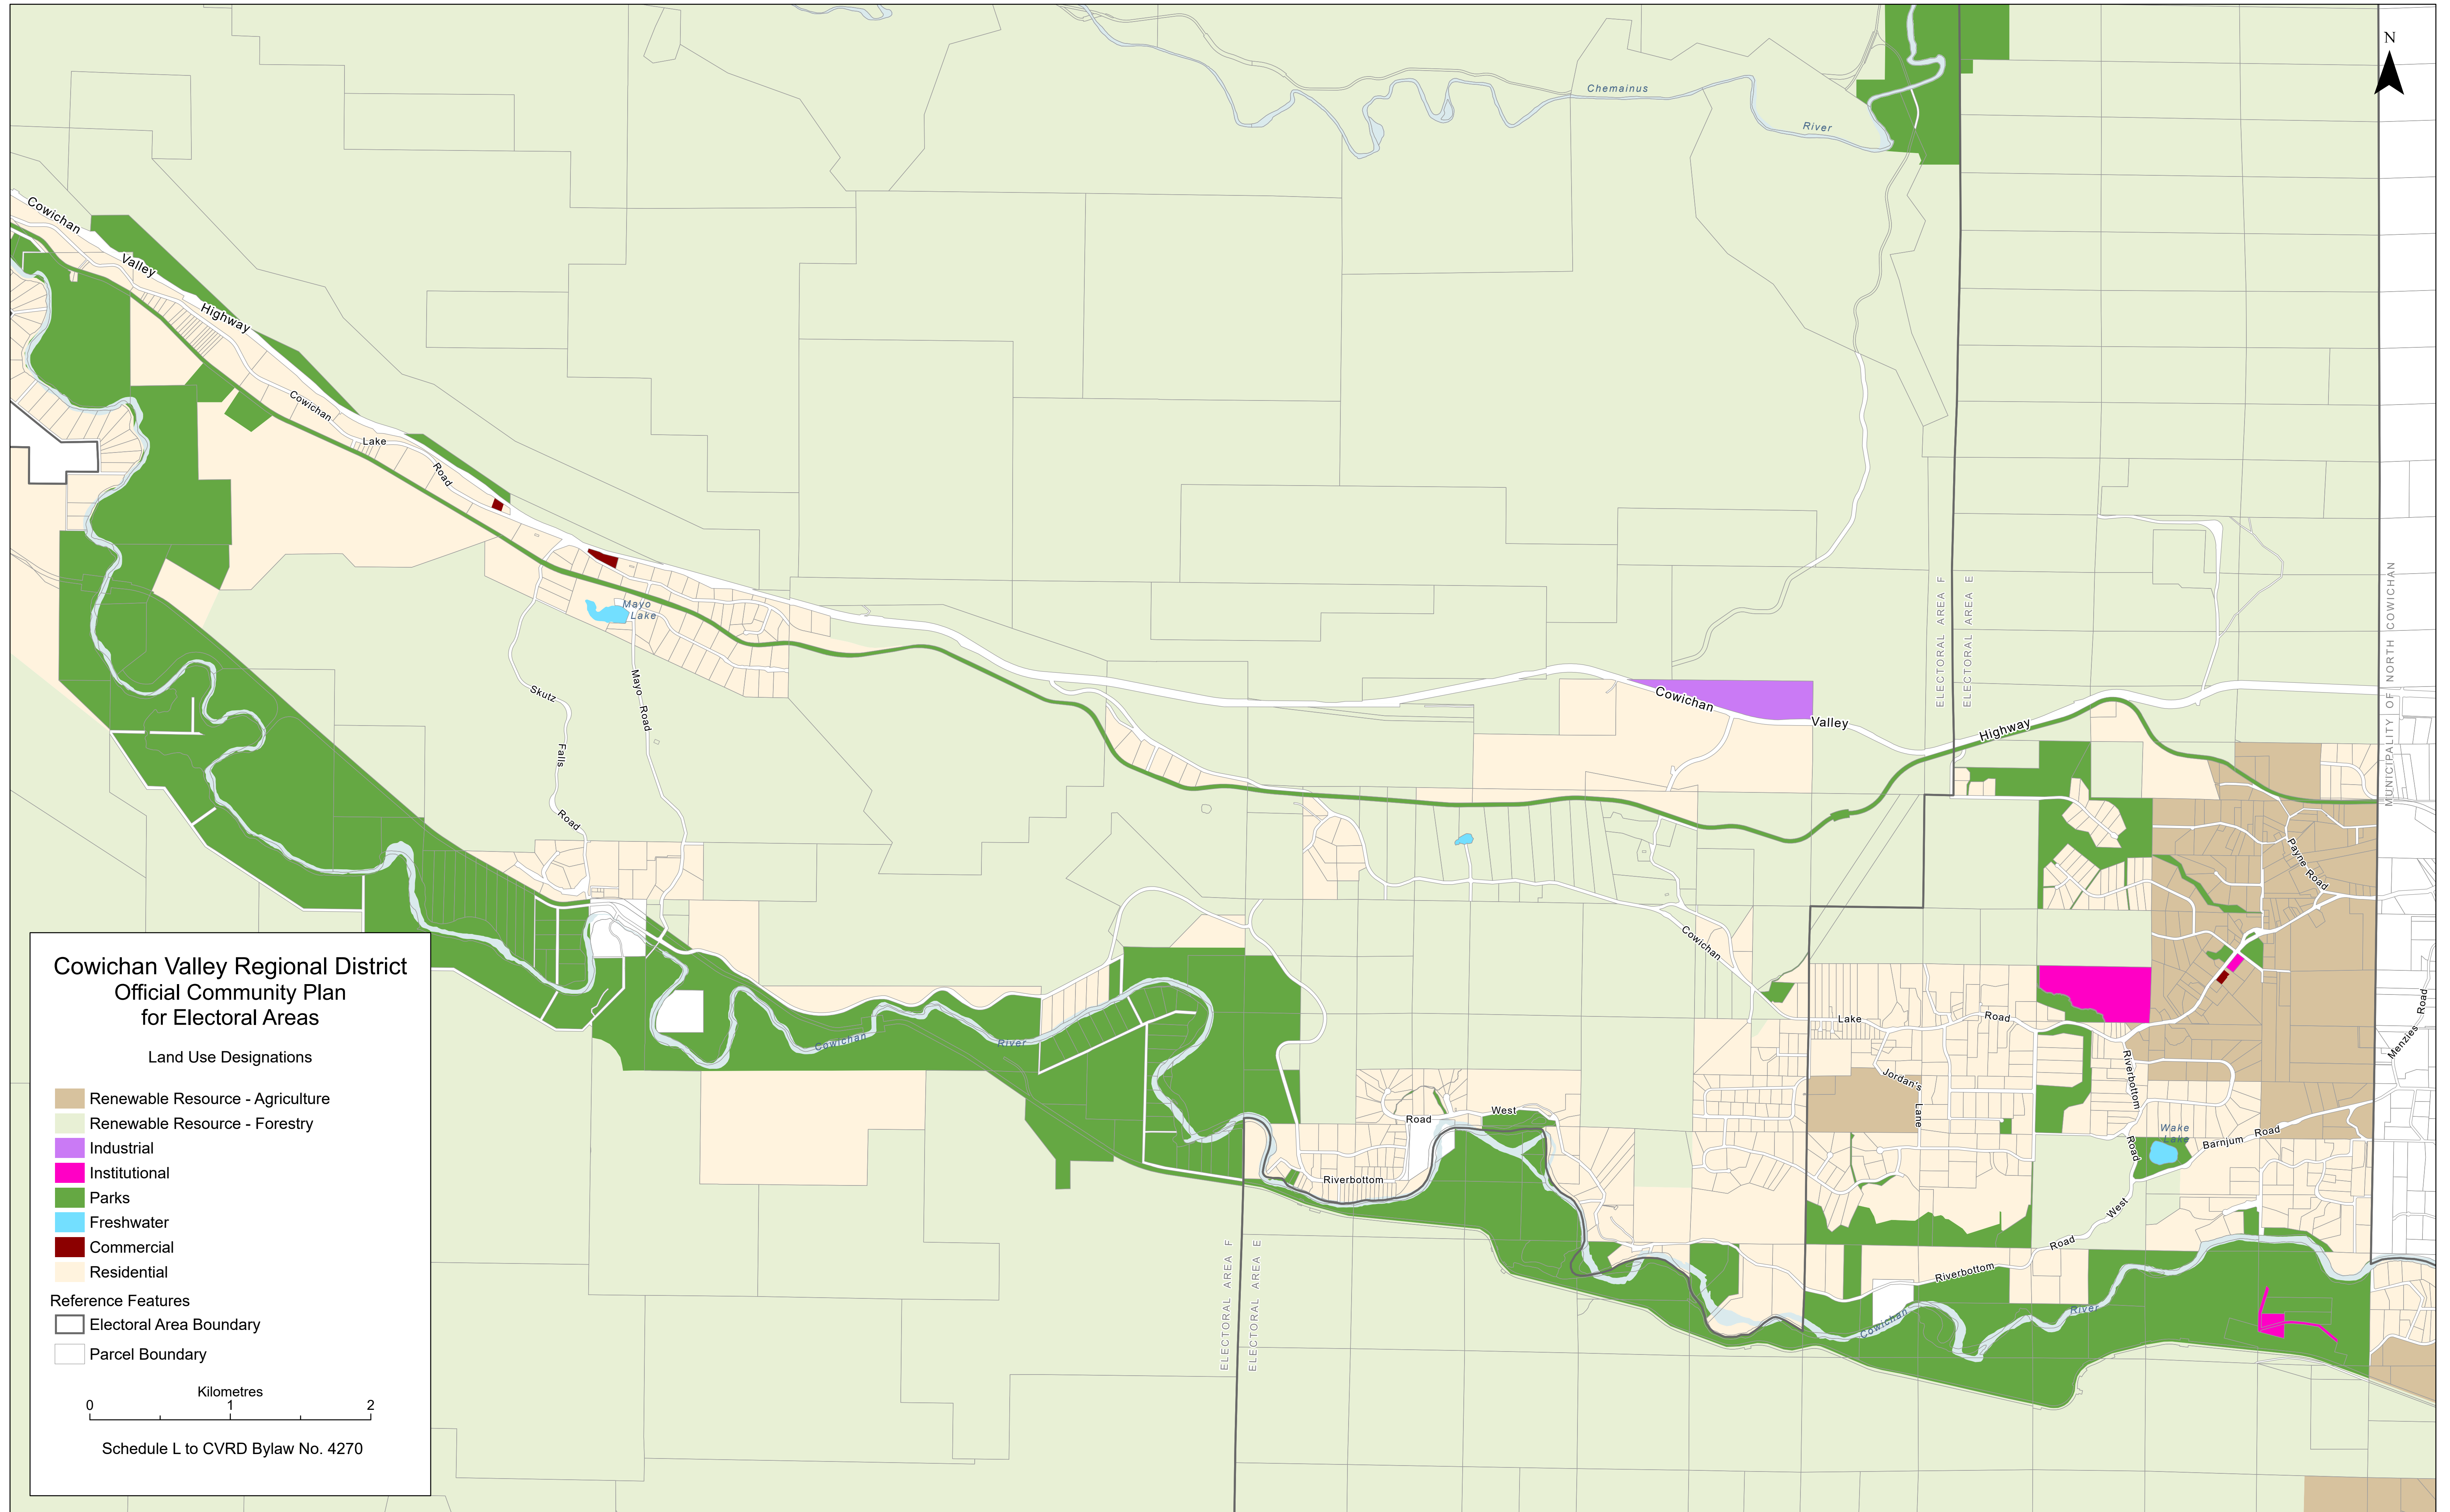 N
Chemainus
River
Cowichan
Valley
Highway
Cowichan
Lake
Road
Mayo
Lake
Skutz
Falls
Road
Mayo
Road
ELECTORAL AREA F
ELECTORAL AREA E
MUNICIPALITY OF NORTH COWICHAN
Cowichan
Valley
Highway
Payne
Road
Cowichan
Lake
Road
Menzies Road
Jordan's
Lane
Riverbottom
Road
West
Wake
Lake
Barnjum Road
Cowichan
River
Road
West
Riverbottom
Riverbottom
Road
Cowichan
River
ELECTORAL AREA F
ELECTORAL AREA E
Cowichan Valley Regional District
Official Community Plan
for Electoral Areas
Land Use Designations
Renewable Resource - Agriculture
Renewable Resource - Forestry
Industrial
Institutional
Parks
Freshwater
Commercial
Residential
Reference Features
Electoral Area Boundary
Parcel Boundary
Kilometres
0 1 2
Schedule L to CVRD Bylaw No. 4270